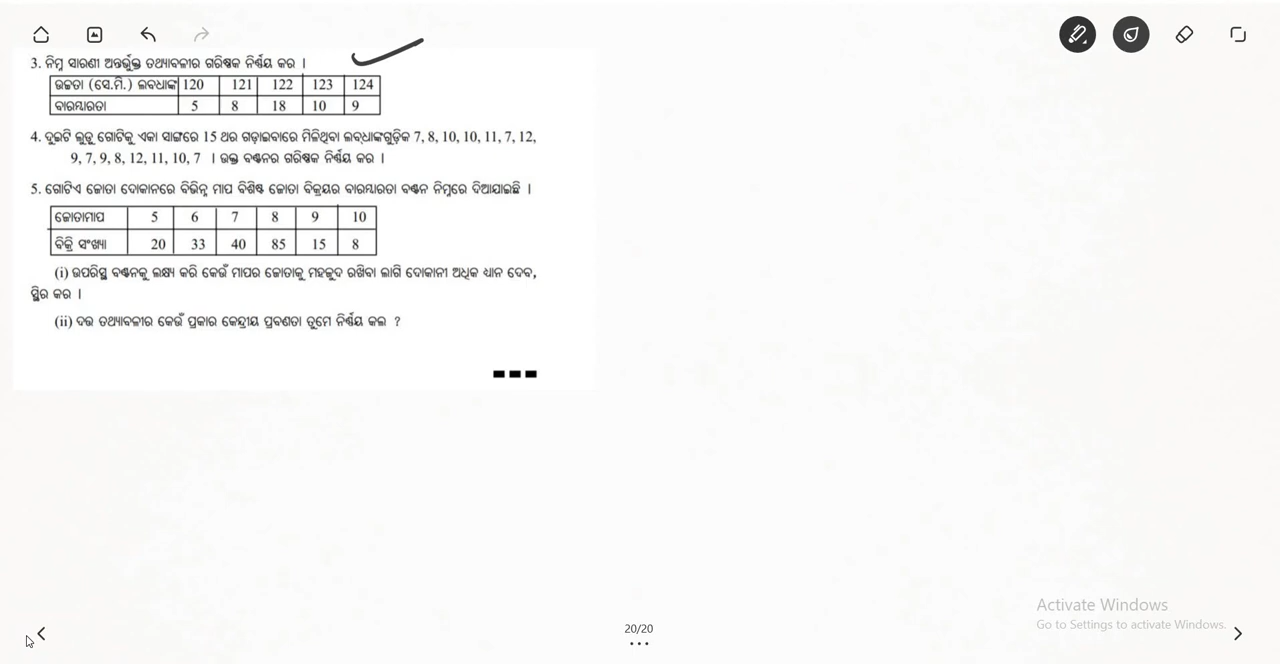 3. ନିମ୍ନ ସାରଣୀ ଅନ୍ତର୍ଭୁକ୍ତ ତଥ୍ୟାବଳୀର ଗରିଷ୍ଠକ ନିର୍ଣ୍ଣୟ କର ।
ଉଚ୍ଚତା (ସେ.ମି.) ଲବଧାଙ୍କ 120 121 122 123 124
ବାରମ୍ୱାରତା 5 8 18 10 9
4. ଦୁଇଟି ଲୁଡୁ ଗୋଟିକୁ ଏକା ସାଙ୍ଗରେ 15 ଥର ଗଡ଼ାଇବାରେ ମିଳିଥିବା ଲବ୍ଧାଙ୍କଗୁଡ଼ିକ 7, 8, 10, 10, 11, 7, 12,
9, 7, 9, 8, 12, 11, 10, 7 । ଉକ୍ତ ବଣ୍ଟନର ଗରିଷ୍ଠକ ନିର୍ଣ୍ଣୟ କର ।
5. ଗୋଟିଏ ଜୋତା ଦୋକାନରେ ବିଭିନ୍ନ ମାପ ବିଶିଷ୍ଟ ଜୋତା ବିକ୍ରୟର ବାରମ୍ୱାରତା ବଣ୍ଟନ ନିମ୍ନରେ ଦିଆଯାଇଛି ।
ଜୋତାମାପ 5 6 7 8 9 10
ବିକ୍ରି ସଂଖ୍ୟା 20 33 40 85 15 8
(i) ଉପରିସ୍ଥ ବଣ୍ଟନକୁ ଲକ୍ଷ୍ୟ କରି କେଉଁ ମାପର ଜୋତାକୁ ମହଜୁଦ ରଖିବା ଲାଗି ଦୋକାନୀ ଅଧିକ ଧ୍ୟାନ ଦେବ,
ସ୍ଥିର କର ।
(ii) ଦତ୍ତ ତଥ୍ୟାବଳୀର କେଉଁ ପ୍ରକାର କେନ୍ଦ୍ରୀୟ ପ୍ରବଣତା ତୁମେ ନିର୍ଣ୍ଣୟ କଲ ?
Activate Windows
Go to Settings to activate Windows.
20/20